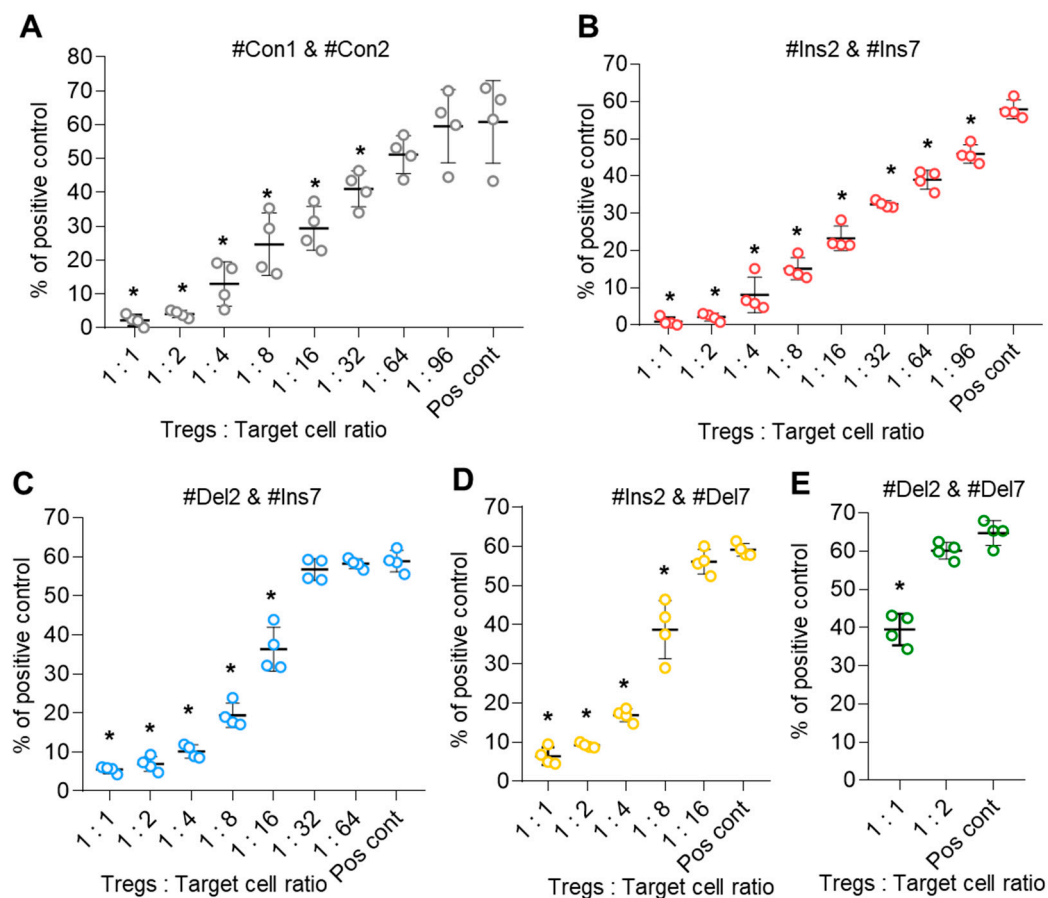 A
#Con1 & #Con2
% of positive control
80
70
60
50
40
30
20
10
0
* * * * * *
1 : 1 1 : 2 1 : 4 1 : 8 1 : 16 1 : 32 1 : 64 1 : 96 Pos cont
Tregs : Target cell ratio
B
#Ins2 & #Ins7
% of positive control
70
60
50
40
30
20
10
0
* * * * * * * *
1 : 1 1 : 2 1 : 4 1 : 8 1 : 16 1 : 32 1 : 64 1 : 96 Pos cont
Tregs : Target cell ratio
C
#Del2 & #Ins7
% of positive control
70
60
50
40
30
20
10
0
* * * * *
1 : 1 1 : 2 1 : 4 1 : 8 1 : 16 1 : 32 1 : 64 Pos cont
Tregs : Target cell ratio
D
#Ins2 & #Del7
% of positive control
70
60
50
40
30
20
10
0
* * * *
1 : 1 1 : 2 1 : 4 1 : 8 1 : 16 Pos cont
Tregs : Target cell ratio
E
#Del2 & #Del7
% of positive control
70
60
50
40
30
20
10
0
*
1 : 1 1 : 2 Pos cont
Tregs : Target cell ratio